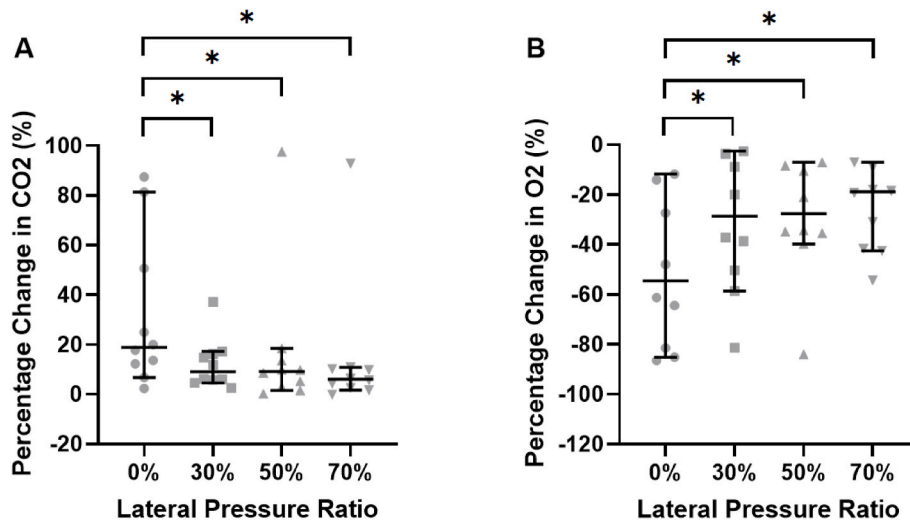 A
Percentage Change in CO2 (%)
* * *
100
80
60
40
20
0
-20
0% 30% 50% 70%
Lateral Pressure Ratio
B
Percentage Change in O2 (%)
* * *
0
-20
-40
-60
-80
-100
-120
0% 30% 50% 70%
Lateral Pressure Ratio